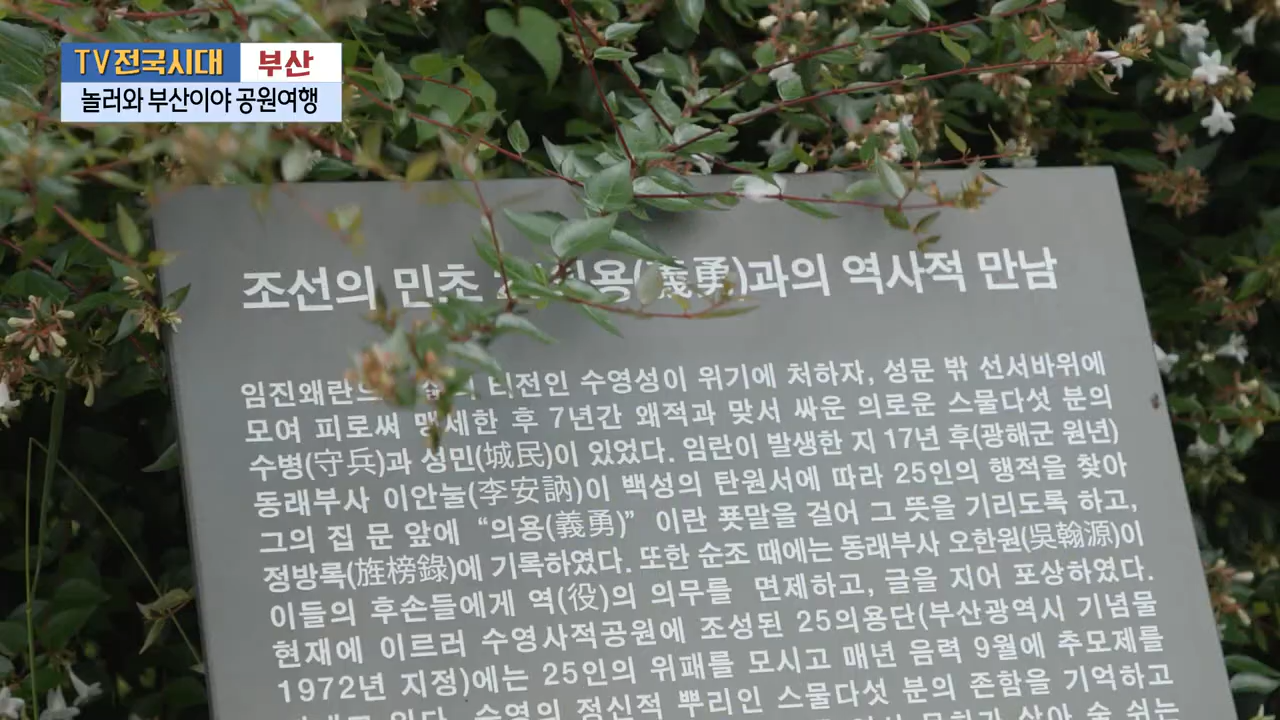 TV전국시대 부산
놀러와 부산이야 공원여행
조선의 민초 (義勇)과의 역사적 만남
임진왜란 수영성이 위기에 처하자, 성문 밖 선서바위에
모여 피로써 맹세한 후 7년간 왜적과 맞서 싸운 의로운 스물다섯 분의
수병(守兵)과 성민(城民)이 있었다. 임란이 발생한 지 17년 후(광해군 원년)
동래부사 이안눌(李安訥)이 백성의 탄원서에 따라 25인의 행적을 찾아
그의 집 문 앞에 “의용(義勇)” 이란 푯말을 걸어 그 뜻을 기리도록 하고,
정방록(旌榜錄)에 기록하였다. 또한 순조 때에는 동래부사 오한원(吳翰源)이
이들의 후손들에게 역(役)의 의무를 면제하고, 글을 지어 포상하였다.
현재에 이르러 수영사적공원에 조성된 25의용단(부산광역시 기념물
1972년 지정)에는 25인의 위패를 모시고 매년 음력 9월에 추모제를
있다. 수영의 정신적 뿌리인 스물다섯 분의 존함을 기억하고
살아 숨 쉬는